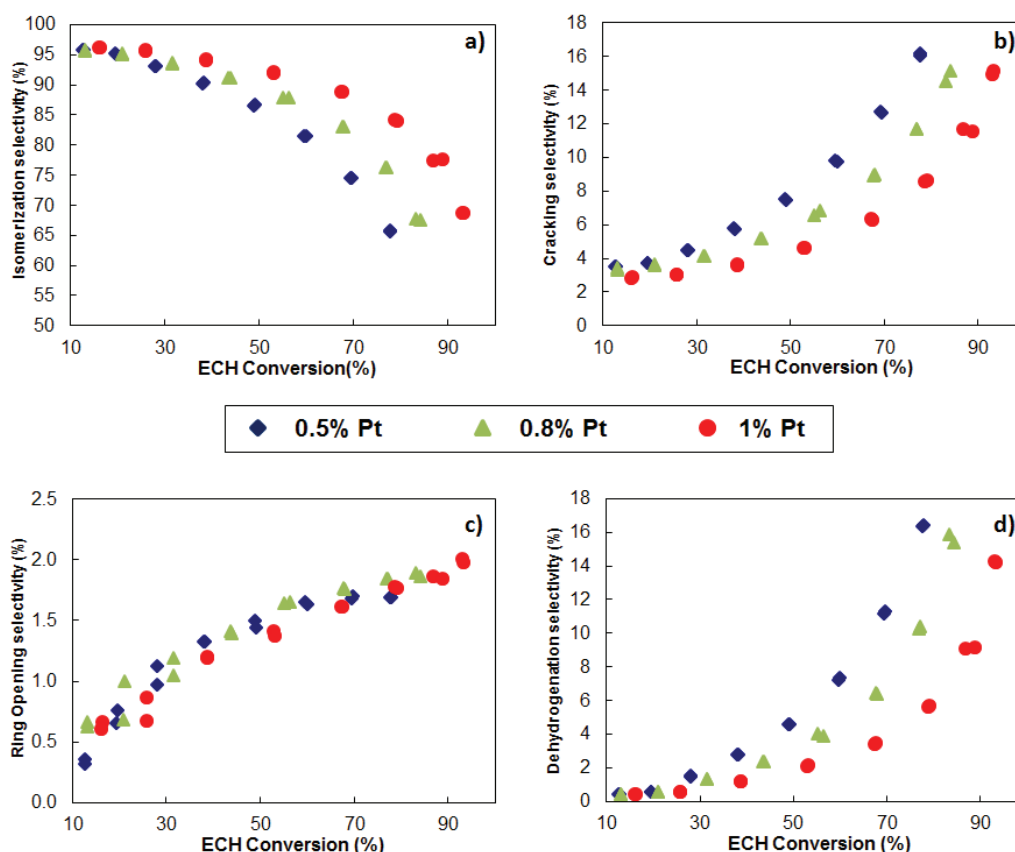 a)
Isomerization selectivity (%)
100
95
90
85
80
75
70
65
60
55
50
10 30 50 70 90
ECH Conversion(%)
b)
Cracking selectivity (%)
18
16
14
12
10
8
6
4
2
0
10 30 50 70 90
ECH Conversion (%)
0.5% Pt 0.8% Pt 1% Pt
c)
Ring Opening selectivity (%)
2.5
2.0
1.5
1.0
0.5
0.0
10 30 50 70 90
ECH Conversion (%)
d)
Dehydrogenation selectivity (%)
18
16
14
12
10
8
6
4
2
0
10 30 50 70 90
ECH Conversion (%)